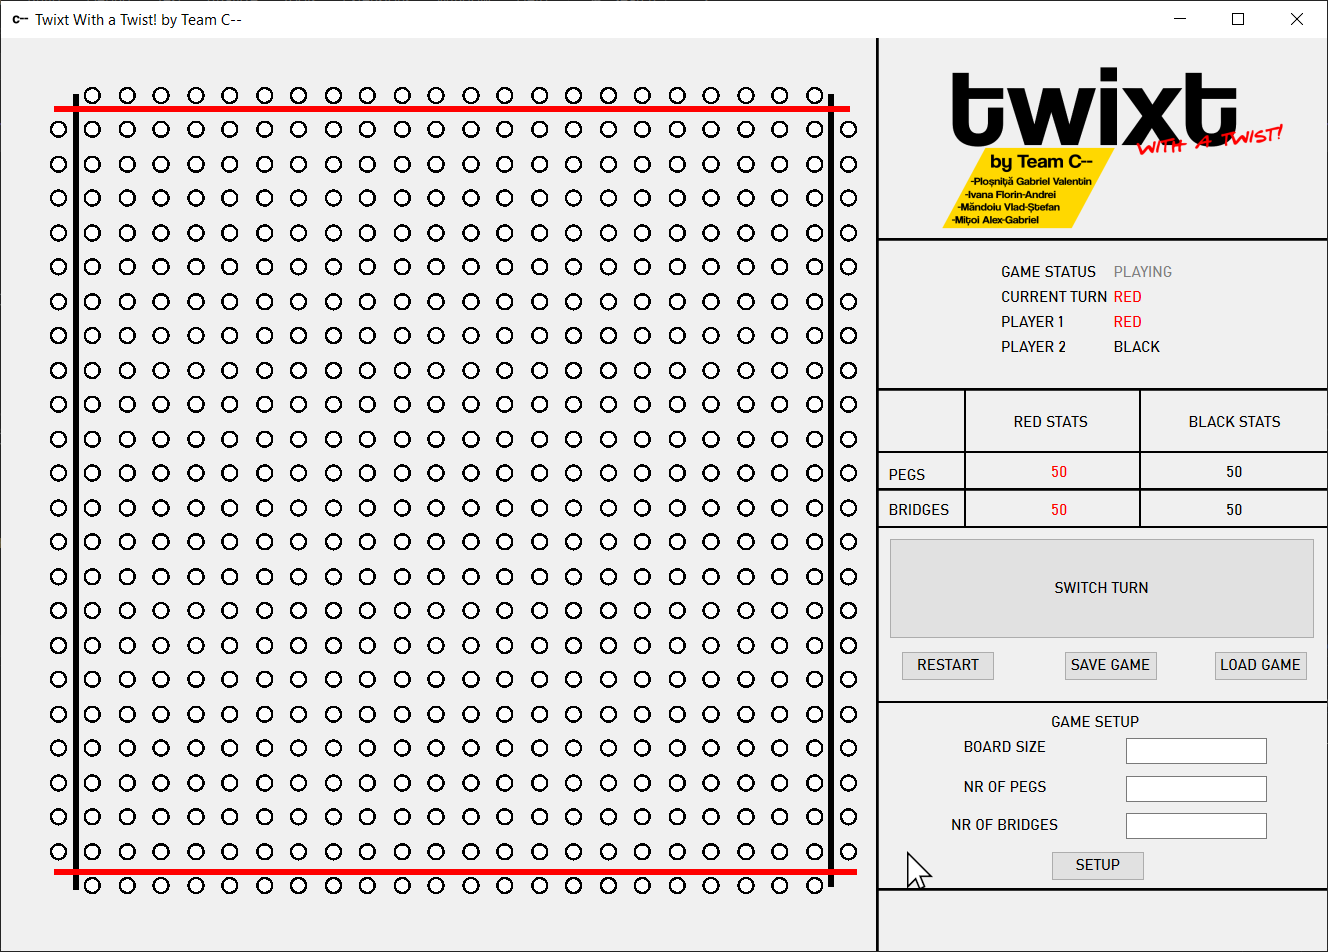 C-- Twixt With a Twist! by Team C--
twixt
WITH A TWIST!
by Team C--
-Ploșniță Gabriel Valentin
-Ivana Florin-Andrei
-Măndoiu Vlad-Ștefan
-Mițoi Alex-Gabriel
GAME STATUS PLAYING
CURRENT TURN RED
PLAYER 1 RED
PLAYER 2 BLACK
RED STATS BLACK STATS
PEGS 50 50
BRIDGES 50 50
SWITCH TURN
RESTART SAVE GAME LOAD GAME
GAME SETUP
BOARD SIZE
NR OF PEGS
NR OF BRIDGES
SETUP